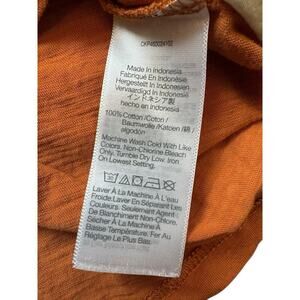 Made In Indonesia
Fabriqué En Indonésie
Hergestellt In Indonesien
Vervaardigd In Indonesië
インドネシア製
hecho en Indonesia
100% Cotton / Coton /
Baumwolle / Katoen / 綿 /
algodón
Machine Wash Cold With Like
Colors, Non-Chlorine Bleach
Only, Tumble Dry Low, Iron
On Lowest Setting.
Laver À La Machine À L'eau
Froide. Laver En Séparant Les
Couleurs. Seulement Agent
De Blanchiment Non-Chlore.
Sécher À La Machine À
Basse Température. Fer Au
Réglage Le Plus Bas.